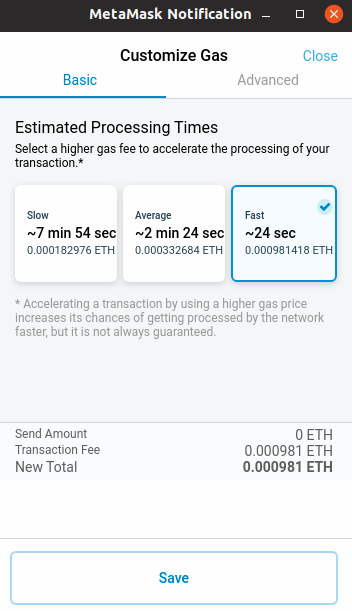 MetaMask Notification
Customize Gas
Close
Basic
Advanced
Estimated Processing Times
Select a higher gas fee to accelerate the processing of your
transaction.*
Slow
~7 min 54 sec
0.000182976 ETH
Average
~2 min 24 sec
0.000332684 ETH
Fast
~24 sec
0.000981418 ETH
* Accelerating a transaction by using a higher gas price
increases its chances of getting processed by the network
faster, but it is not always guaranteed.
Send Amount 0 ETH
Transaction Fee 0.000981 ETH
New Total 0.000981 ETH
Save